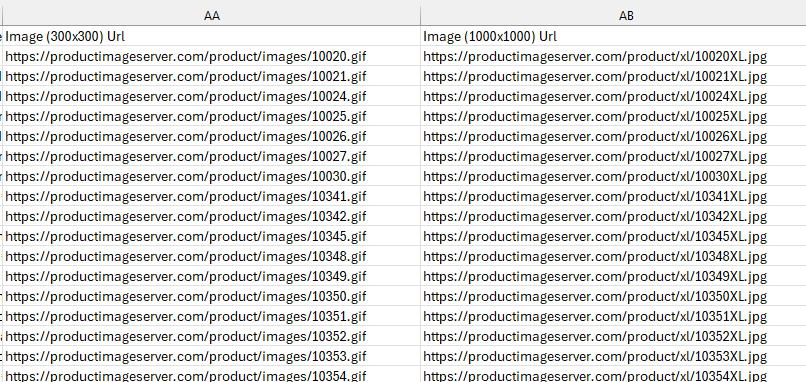 AA AB
Image (300x300) Url Image (1000x1000) Url
https://productimageserver.com/product/images/10020.gif https://productimageserver.com/product/xl/10020XL.jpg
https://productimageserver.com/product/images/10021.gif https://productimageserver.com/product/xl/10021XL.jpg
https://productimageserver.com/product/images/10024.gif https://productimageserver.com/product/xl/10024XL.jpg
https://productimageserver.com/product/images/10025.gif https://productimageserver.com/product/xl/10025XL.jpg
https://productimageserver.com/product/images/10026.gif https://productimageserver.com/product/xl/10026XL.jpg
https://productimageserver.com/product/images/10027.gif https://productimageserver.com/product/xl/10027XL.jpg
https://productimageserver.com/product/images/10030.gif https://productimageserver.com/product/xl/10030XL.jpg
https://productimageserver.com/product/images/10341.gif https://productimageserver.com/product/xl/10341XL.jpg
https://productimageserver.com/product/images/10342.gif https://productimageserver.com/product/xl/10342XL.jpg
https://productimageserver.com/product/images/10345.gif https://productimageserver.com/product/xl/10345XL.jpg
https://productimageserver.com/product/images/10348.gif https://productimageserver.com/product/xl/10348XL.jpg
https://productimageserver.com/product/images/10349.gif https://productimageserver.com/product/xl/10349XL.jpg
https://productimageserver.com/product/images/10350.gif https://productimageserver.com/product/xl/10350XL.jpg
https://productimageserver.com/product/images/10351.gif https://productimageserver.com/product/xl/10351XL.jpg
https://productimageserver.com/product/images/10352.gif https://productimageserver.com/product/xl/10352XL.jpg
https://productimageserver.com/product/images/10353.gif https://productimageserver.com/product/xl/10353XL.jpg
https://productimageserver.com/product/images/10354.gif https://productimageserver.com/product/xl/10354XL.jpg